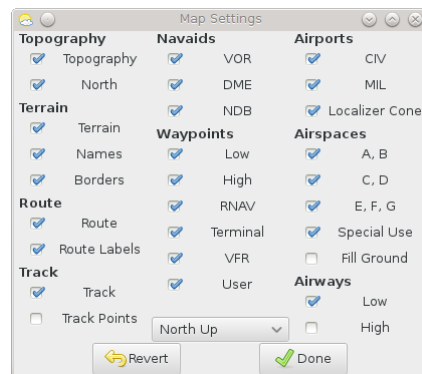 Map Settings
Topography
Topography
North
Terrain
Terrain
Names
Borders
Route
Route
Route Labels
Track
Track
Track Points
Navaids
VOR
DME
NDB
Waypoints
Low
High
RNAV
Terminal
VFR
User
North Up
Airports
CIV
MIL
Localizer Cone
Airspaces
A, B
C, D
E, F, G
Special Use
Fill Ground
Airways
Low
High
Revert
Done